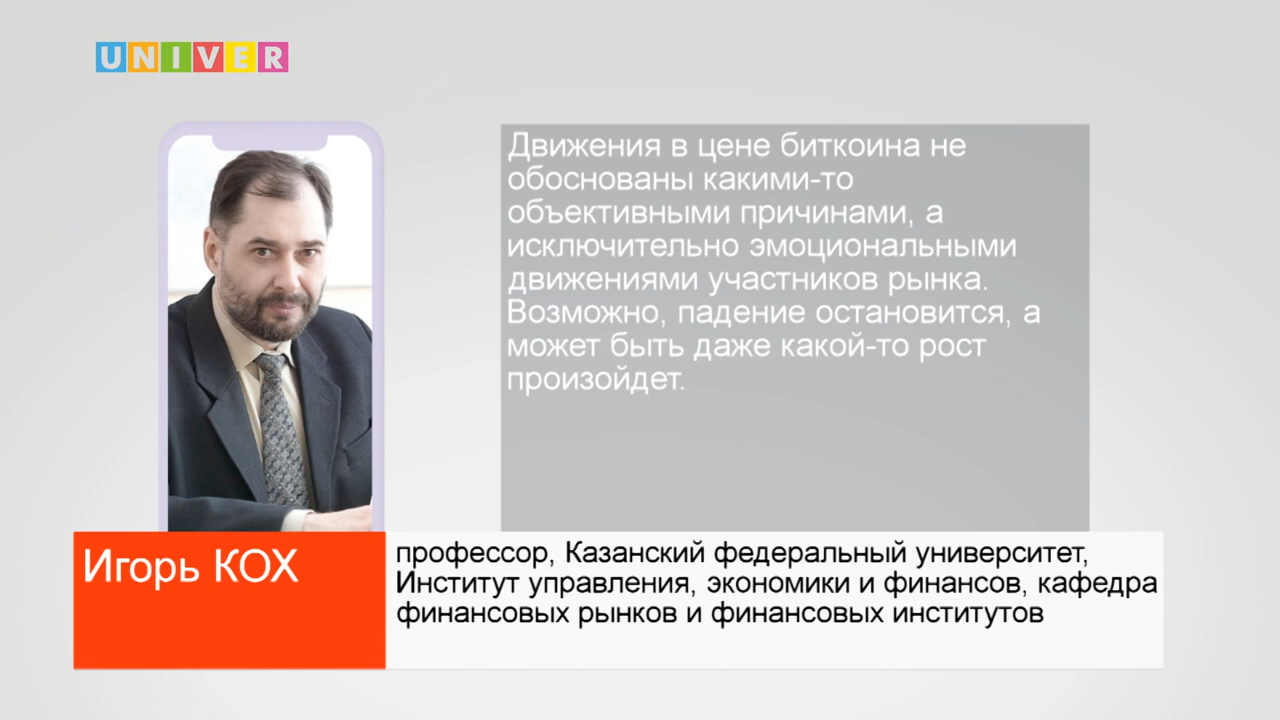 UNIVER
Движения в цене биткоина не
обоснованы какими-то
объективными причинами, а
исключительно эмоциональными
движениями участников рынка.
Возможно, падение остановится, а
может быть даже какой-то рост
произойдет.
Игорь КОХ
профессор, Казанский федеральный университет,
Институт управления, экономики и финансов, кафедра
финансовых рынков и финансовых институтов